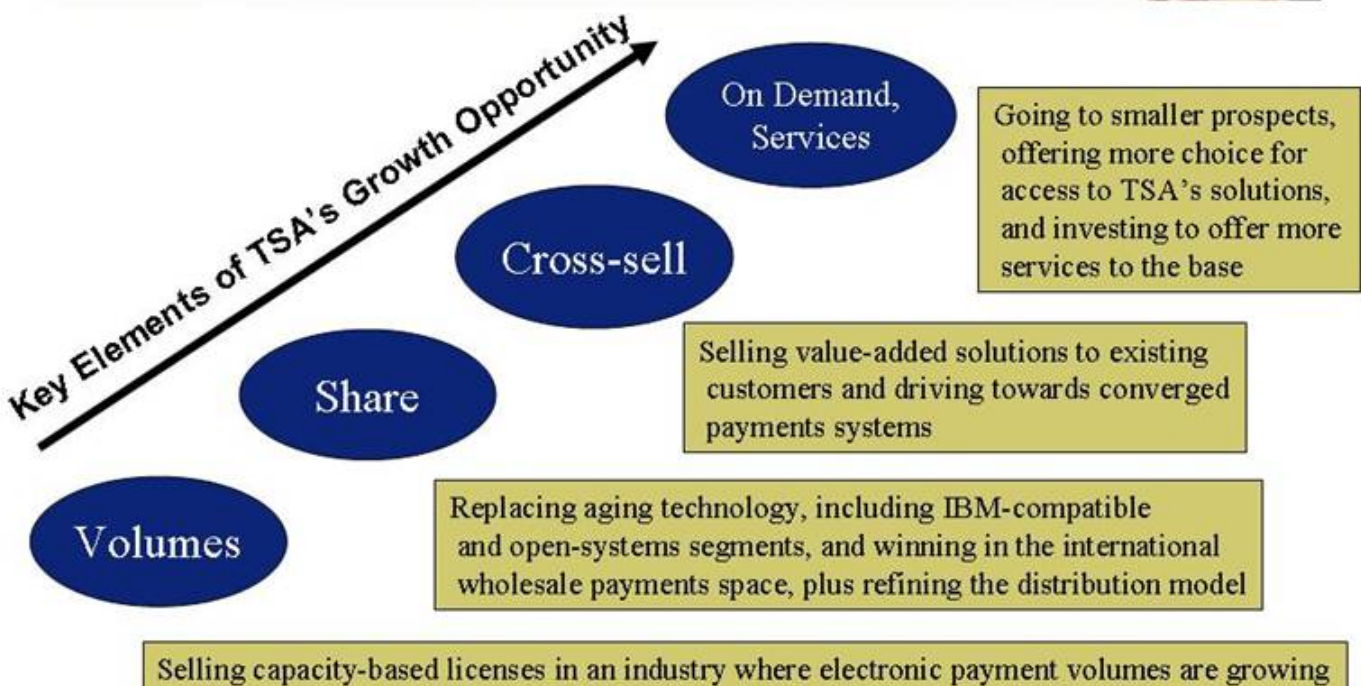 Key Elements of TSA's Growth Opportunity
On Demand,
Services
Going to smaller prospects,
offering more choice for
access to TSA's solutions,
and investing to offer more
services to the base
Cross-sell
Selling value-added solutions to existing
customers and driving towards converged
payments systems
Share
Replacing aging technology, including IBM-compatible
and open-systems segments, and winning in the international
wholesale payments space, plus refining the distribution model
Volumes
Selling capacity-based licenses in an industry where electronic payment volumes are growing